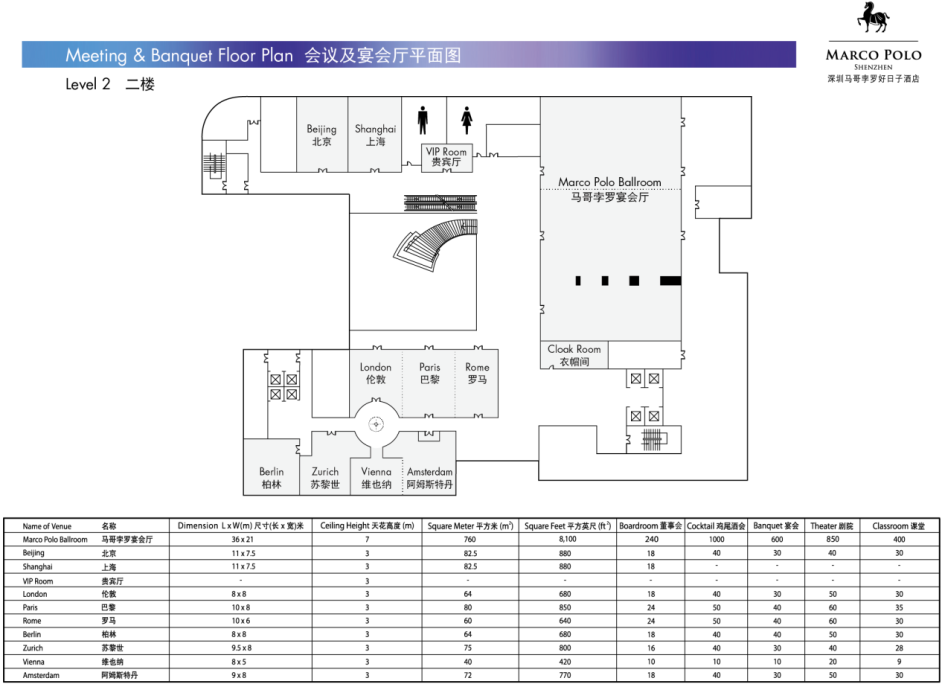 MARCO POLO
SHENZHEN
深圳马哥孛罗好日子酒店
Meeting & Banquet Floor Plan 会议及宴会厅平面图
Level 2 二楼
Beijing
北京
Shanghai
上海
VIP Room
贵宾厅
Marco Polo Ballroom
马哥孛罗宴会厅
Cloak Room
衣帽间
London
伦敦
Paris
巴黎
Rome
罗马
Berlin
柏林
Zurich
苏黎世
Vienna
维也纳
Amsterdam
阿姆斯特丹
Name of Venue 名称 Dimension L x W(m) 尺寸(长 x 宽)米 Ceiling Height 天花高度 (m) Square Meter 平方米 (m²) Square Feet 平方英尺 (ft²) Boardroom 董事会 Cocktail 鸡尾酒会 Banquet 宴会 Theater 剧院 Classroom 课堂
Marco Polo Ballroom 马哥孛罗宴会厅 36 x 21 7 760 8,100 240 1000 600 850 400
Beijing 北京 11 x 7.5 3 82.5 880 18 40 30 40 30
Shanghai 上海 11 x 7.5 3 82.5 880 18 - - - -
VIP Room 贵宾厅 - 3 - - - - - - -
London 伦敦 8 x 8 3 64 680 18 40 30 50 30
Paris 巴黎 10 x 8 3 80 850 24 50 40 60 35
Rome 罗马 10 x 6 3 60 640 24 50 40 60 30
Berlin 柏林 8 x 8 3 64 680 18 40 40 50 30
Zurich 苏黎世 9.5 x 8 3 75 800 16 40 30 40 28
Vienna 维也纳 8 x 5 3 40 420 10 10 10 20 9
Amsterdam 阿姆斯特丹 9 x 8 3 72 770 18 40 30 50 30